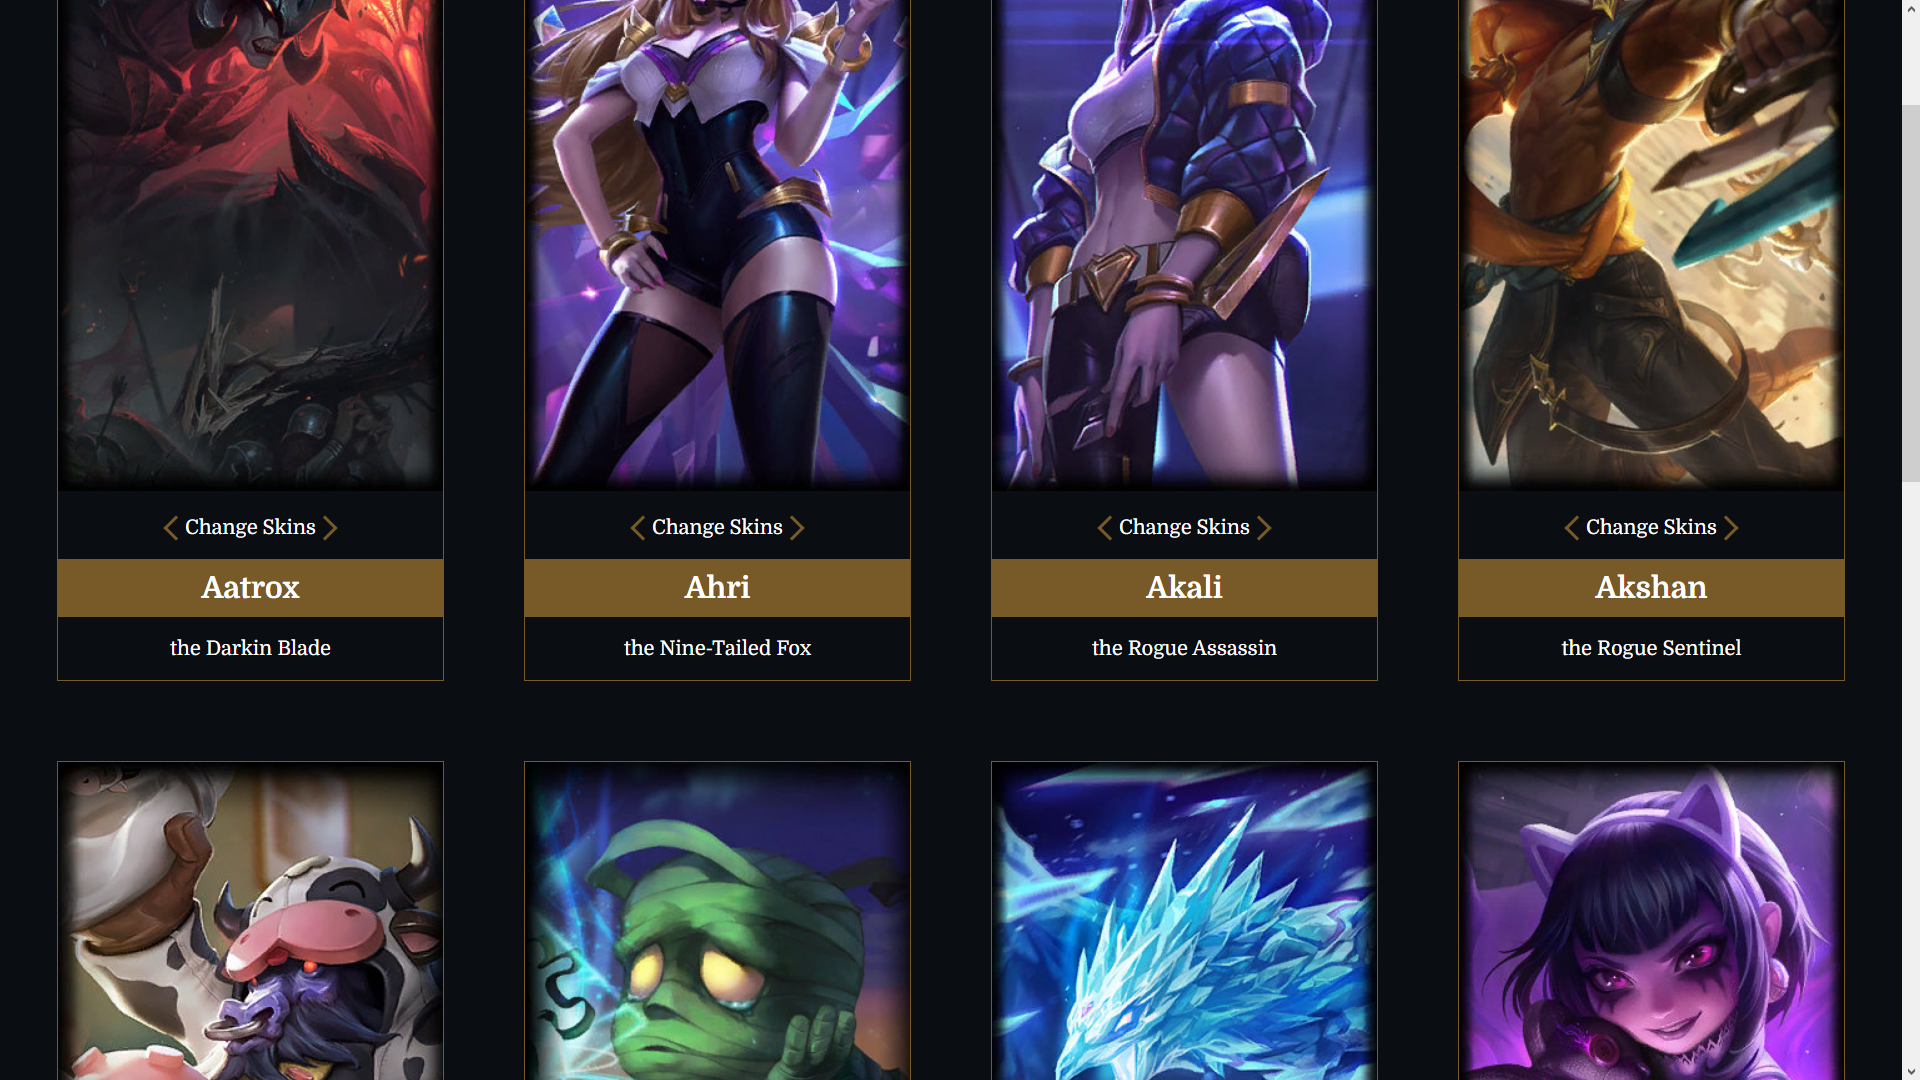 Change Skins
Aatrox
the Darkin Blade
Change Skins
Ahri
the Nine-Tailed Fox
Change Skins
Akali
the Rogue Assassin
Change Skins
Akshan
the Rogue Sentinel